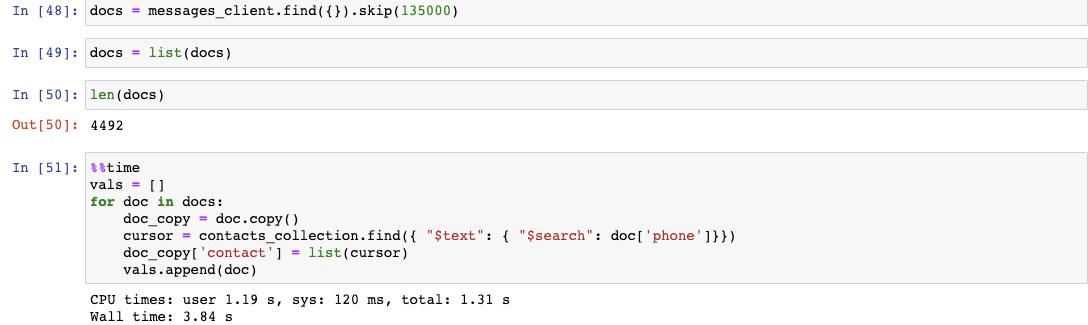 In [48]: docs = messages_client.find({}).skip(135000)
In [49]: docs = list(docs)
In [50]: len(docs)
Out[50]: 4492
In [51]: %%time
vals = []
for doc in docs:
    doc_copy = doc.copy()
    cursor = contacts_collection.find({ "$text": { "$search": doc['phone']}})
    doc_copy['contact'] = list(cursor)
    vals.append(doc)
CPU times: user 1.19 s, sys: 120 ms, total: 1.31 s
Wall time: 3.84 s